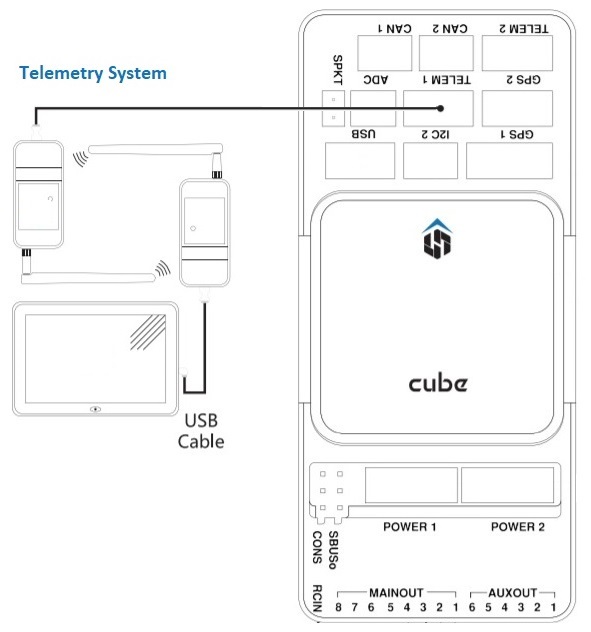 CAN 1
CAN 2
TELEM 2
Telemetry System
SPKT
ADC
TELEM 1
GPS 2
USB
I2C 2
GPS 1
cube
USB
Cable
POWER 1
POWER 2
CONS
SBUSo
RCIN
MAINOUT
AUXOUT
8 7 6 5 4 3 2 1 6 5 4 3 2 1